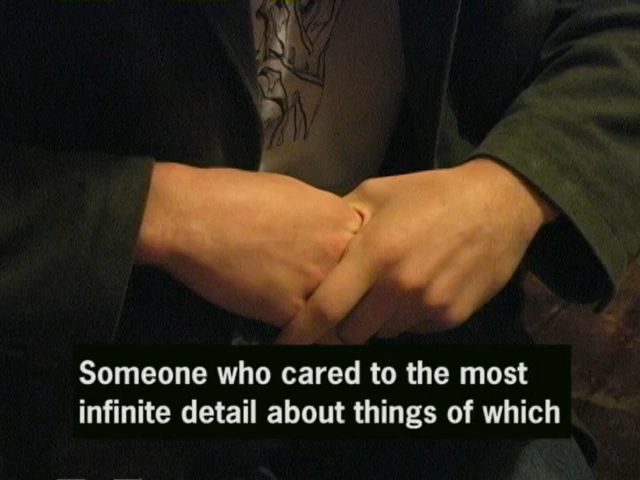 Someone who cared to the most
infinite detail about things of which